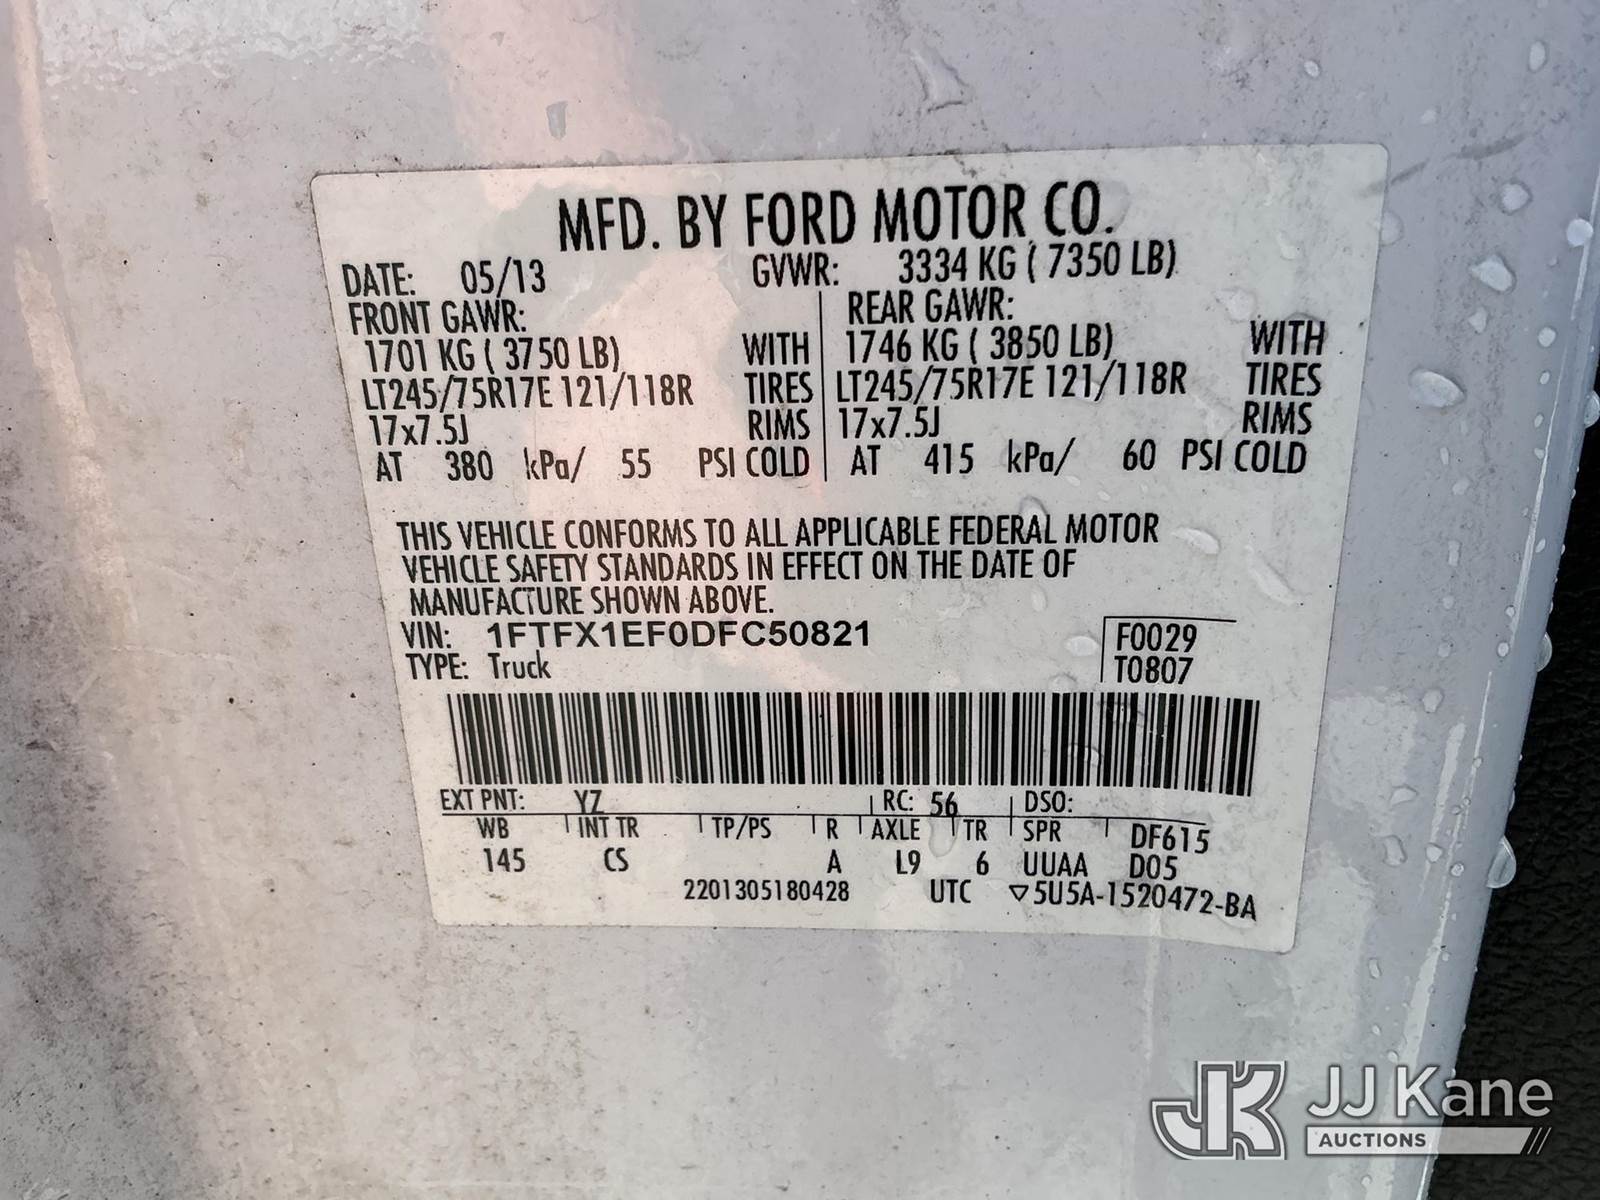 MFD. BY FORD MOTOR CO.
DATE: 05/13 GVWR: 3334 KG ( 7350 LB)
FRONT GAWR: REAR GAWR:
1701 KG ( 3750 LB) WITH 1746 KG ( 3850 LB) WITH
LT245/75R17E 121/118R TIRES LT245/75R17E 121/118R TIRES
17x7.5J RIMS 17x7.5J RIMS
AT 380 kPa/ 55 PSI COLD AT 415 kPa/ 60 PSI COLD
THIS VEHICLE CONFORMS TO ALL APPLICABLE FEDERAL MOTOR
VEHICLE SAFETY STANDARDS IN EFFECT ON THE DATE OF
MANUFACTURE SHOWN ABOVE.
VIN: 1FTFX1EF0DFC50821 F0029
TYPE: Truck T0807
EXT PNT: YZ RC: 56 DSO:
WB INT TR TP/PS R AXLE TR SPR DF615
145 CS A L9 6 UUAA D05
2201305180428 UTC ▽5U5A-1520472-BA
JK JJ Kane
AUCTIONS